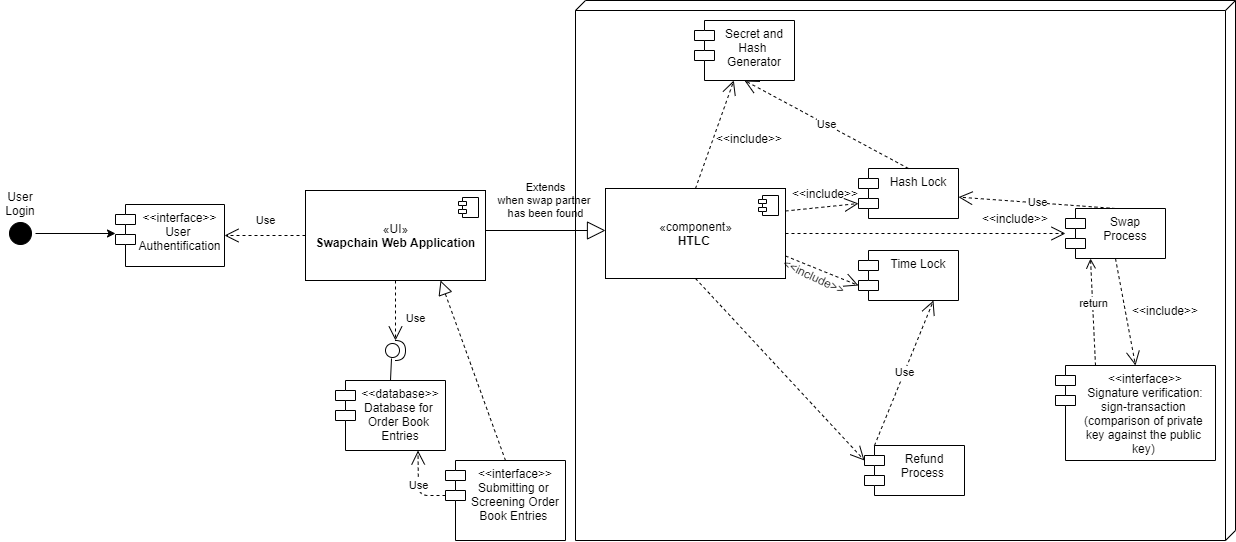 Secret and
Hash
Generator
<<include>>
Use
User
Login
<<interface>>
User
Authentification
Use
«UI»
Swapchain Web Application
Extends
when swap partner
has been found
«component»
HTLC
<<include>>
Hash Lock
Use
<<include>>
Swap
Process
<<include>>
Time Lock
return
<<include>>
Use
<<database>>
Database for
Order Book
Entries
Use
<<interface>>
Submitting or
Screening Order
Book Entries
Use
Refund
Process
<<interface>>
Signature verification:
sign-transaction
(comparison of private
key against the public
key)